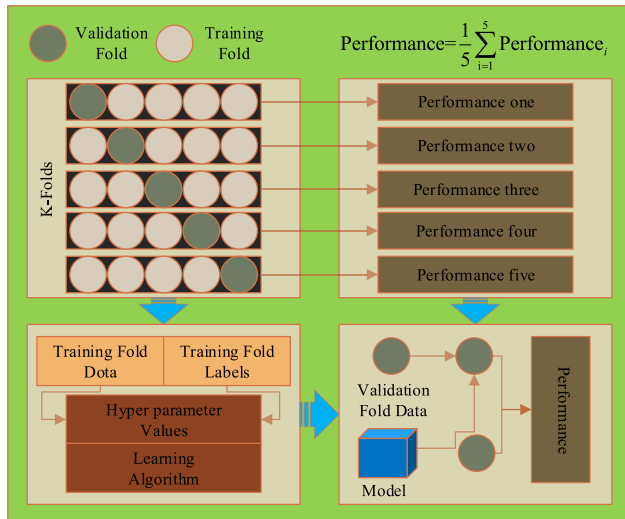 Validation
Fold
Training
Fold
Performance=1/5 5∑i=1 Performancei
K-Folds
Performance one
Performance two
Performance three
Performance four
Performance five
Training Fold
Dota
Training Fold
Labels
Hyper parameter
Values
Learning
Algorithm
Validation
Fold Data
Model
Performance